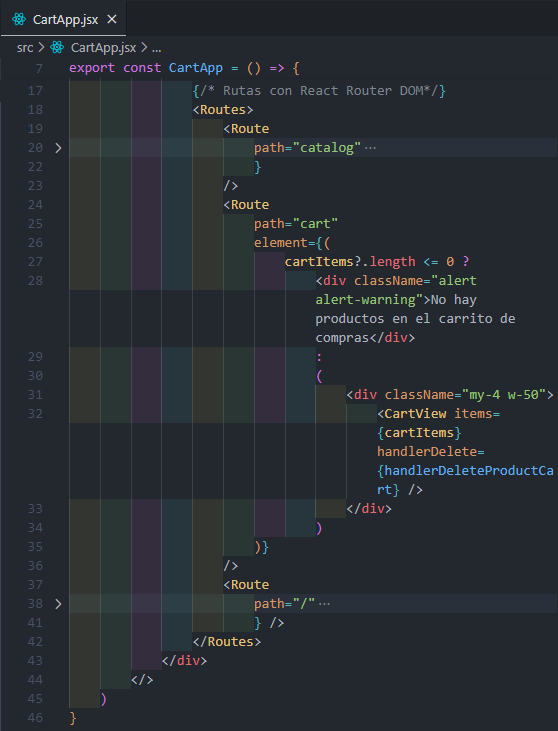 CartApp.jsx ×
src > CartApp.jsx > ...
7 export const CartApp = () => {
17 {/* Rutas con React Router DOM*/}
18 <Routes>
19 <Route
20 > path="catalog" ...
22 }
23 />
24 <Route
25 path="cart"
26 element={(
27 cartItems?.length <= 0 ?
28 <div className="alert
alert-warning">No hay
productos en el carrito de
compras</div>
29 :
30 (
31 <div className="my-4 w-50">
32 <CartView items=
{cartItems}
handlerDelete=
{handlerDeleteProductCa
rt} />
33 </div>
34 )
35 )}
36 />
37 <Route
38 > path="/" ...
41 } />
42 </Routes>
43 </div>
44 </>
45 )
46 }